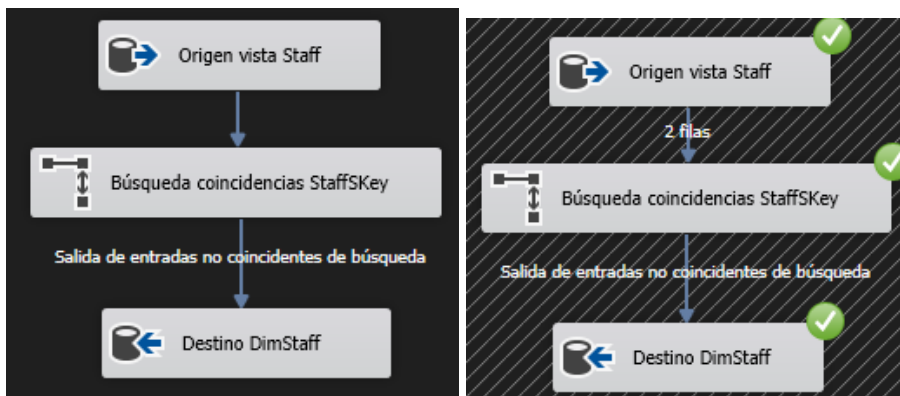 Origen vista Staff
Búsqueda coincidencias StaffSKey
Salida de entradas no coincidentes de búsqueda
Destino DimStaff
Origen vista Staff
2 filas
Búsqueda coincidencias StaffSKey
Salida de entradas no coincidentes de búsqueda
Destino DimStaff